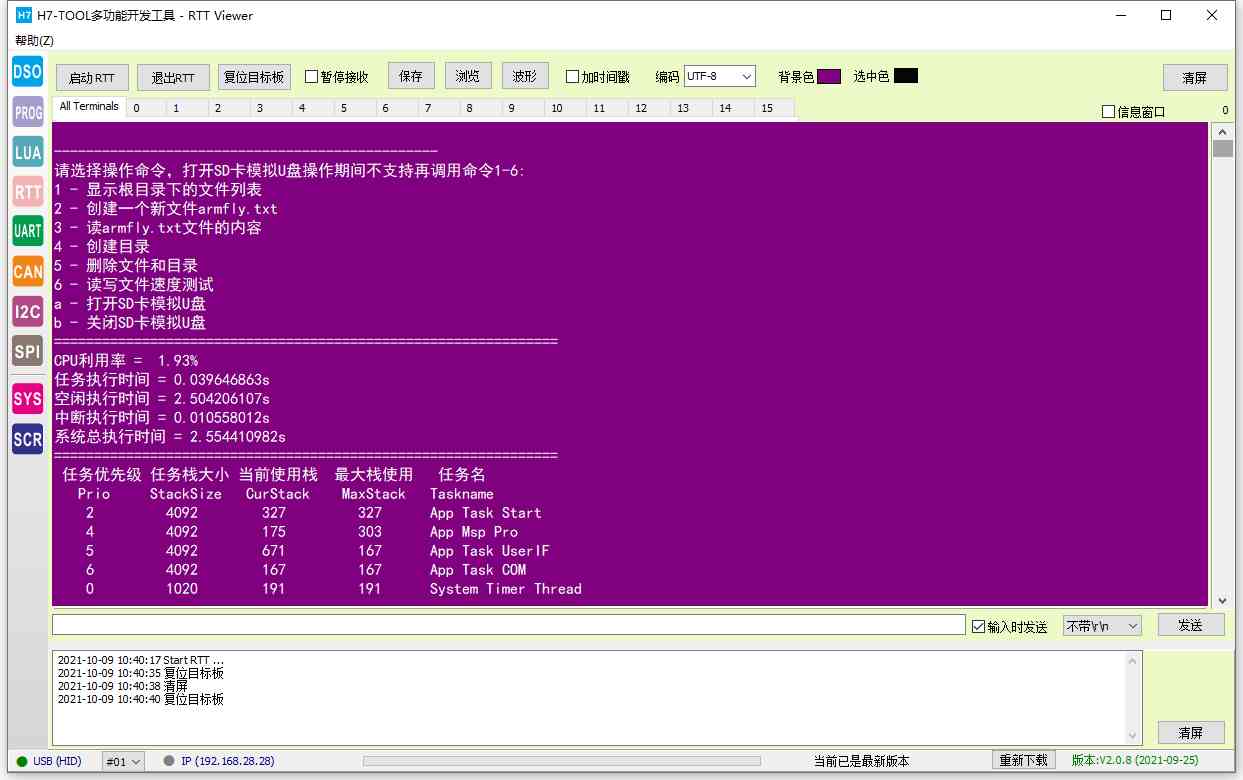 H7 H7-TOOL多功能开发工具 - RTT Viewer
帮助(Z)
DSO
PROG
LUA
RTT
UART
CAN
I2C
SPI
SYS
SCR
启动 RTT 退出RTT 复位目标板 暂停接收 保存 浏览 波形 加时间戳 编码 UTF-8 背景色 选中色 清屏
All Terminals 0 1 2 3 4 5 6 7 8 9 10 11 12 13 14 15 信息窗口 0
------------------------------------------------
请选择操作命令，打开SD卡模拟U盘操作期间不支持再调用命令1-6:
1 - 显示根目录下的文件列表
2 - 创建一个新文件armfly.txt
3 - 读armfly.txt文件的内容
4 - 创建目录
5 - 删除文件和目录
6 - 读写文件速度测试
a - 打开SD卡模拟U盘
b - 关闭SD卡模拟U盘
===============================================================
CPU利用率 =  1.93%
任务执行时间 = 0.039646863s
空闲执行时间 = 2.504206107s
中断执行时间 = 0.010558012s
系统总执行时间 = 2.554410982s
===============================================================
任务优先级 任务栈大小 当前使用栈 最大栈使用 任务名
Prio StackSize CurStack MaxStack Taskname
2 4092 327 327 App Task Start
4 4092 175 303 App Msp Pro
5 4092 671 167 App Task UserIF
6 4092 167 167 App Task COM
0 1020 191 191 System Timer Thread
输入时发送 不带\r\n 发送
2021-10-09 10:40:17 Start RTT ...
2021-10-09 10:40:35 复位目标板
2021-10-09 10:40:38 清屏
2021-10-09 10:40:40 复位目标板
清屏
USB (HID) #01 IP (192.168.28.28) 当前已是最新版本 重新下载 版本:V2.0.8 (2021-09-25)